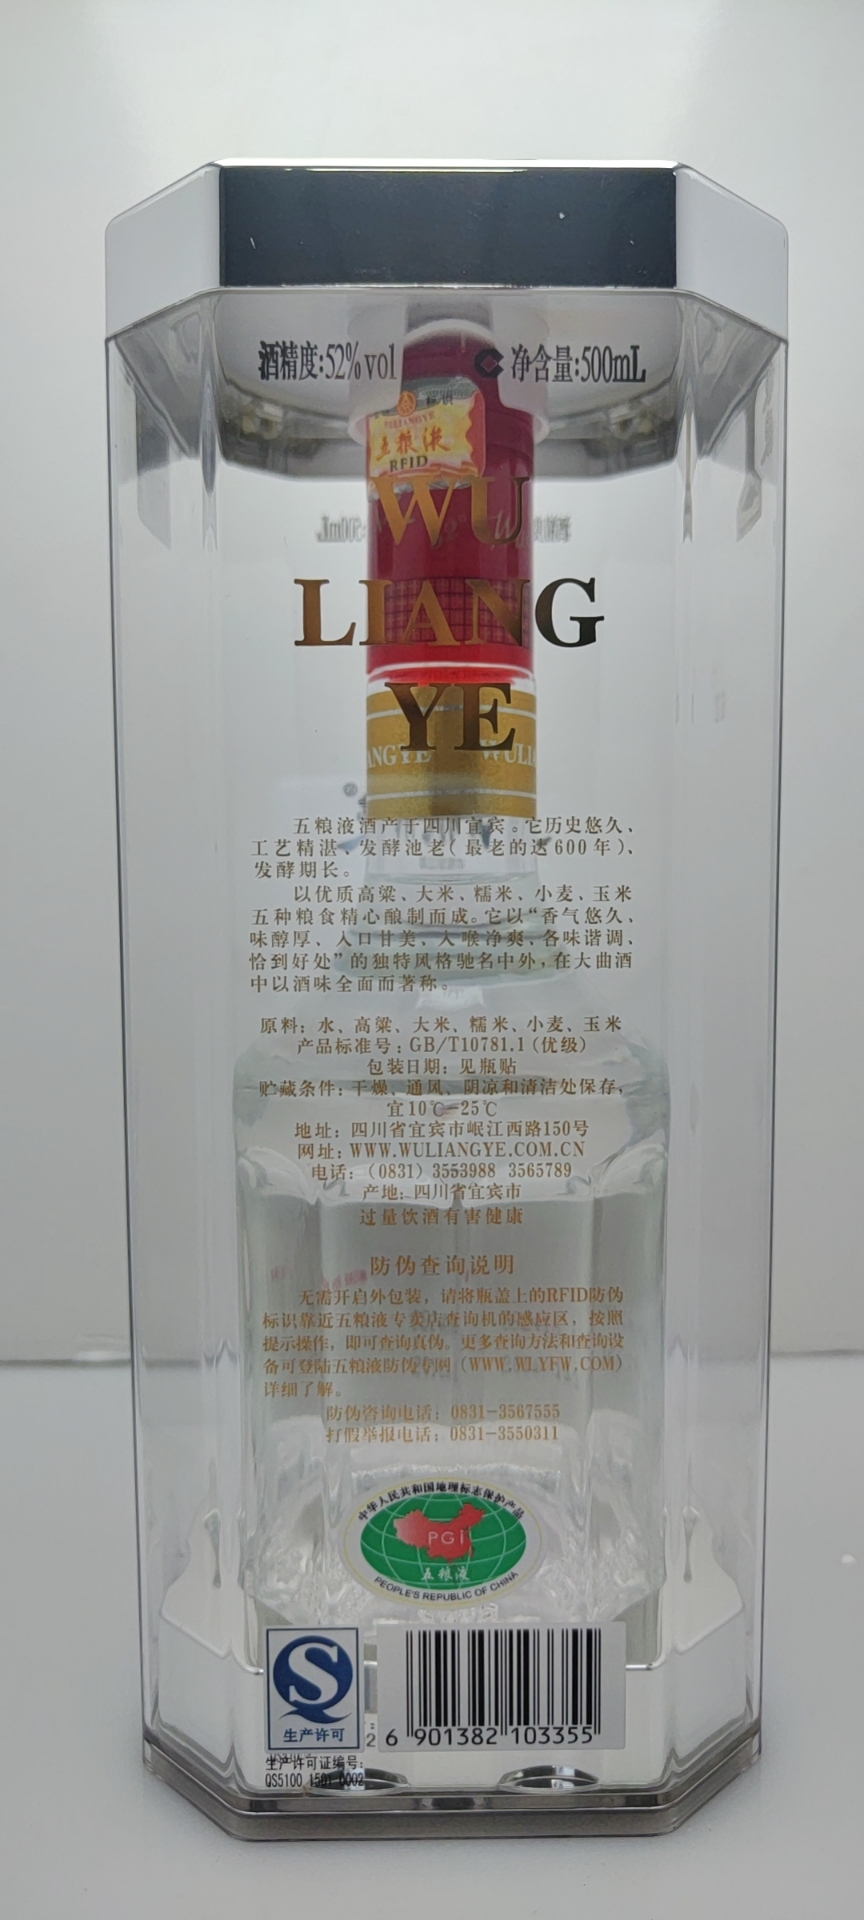 酒精度:52%vol 净含量:500mL
WULIANGYE
五粮液
RFID
WU
LIANG
YE
ANGYE WULIA
五粮液酒产于四川宜宾。它历史悠久、
工艺精湛、发酵池老(最老的达600年)、
发酵期长。
以优质高粱、大米、糯米、小麦、玉米
五种粮食精心酿制而成。它以“香气悠久、
味醇厚、入口甘美、入喉净爽、各味谐调、
恰到好处”的独特风格驰名中外,在大曲酒
中以酒味全面而著称。
原料：水、高粱、大米、糯米、小麦、玉米
产品标准号：GB/T10781.1(优级)
包装日期：见瓶贴
贮藏条件：干燥、通风、阴凉和清洁处保存，
宜10℃-25℃
地址：四川省宜宾市岷江西路150号
网址：WWW.WULIANGYE.COM.CN
电话：(0831) 3553988 3565789
产地：四川省宜宾市
过量饮酒有害健康
防伪查询说明
无需开启外包装，请将瓶盖上的RFID防伪
标识靠近五粮液专卖店查询机的感应区，按照
提示操作，即可查询真伪。更多查询方法和查询设
备可登陆五粮液防伪专网（WWW.WLYFW.COM）
详细了解。
防伪咨询电话：0831-3567555
打假举报电话：0831-3550311
中华人民共和国地理标志保护产品
PGI
五粮液
PEOPLE'S REPUBLIC OF CHINA
生产许可
6 901382 103355
生产许可证编号:
QS5100 1501 0002